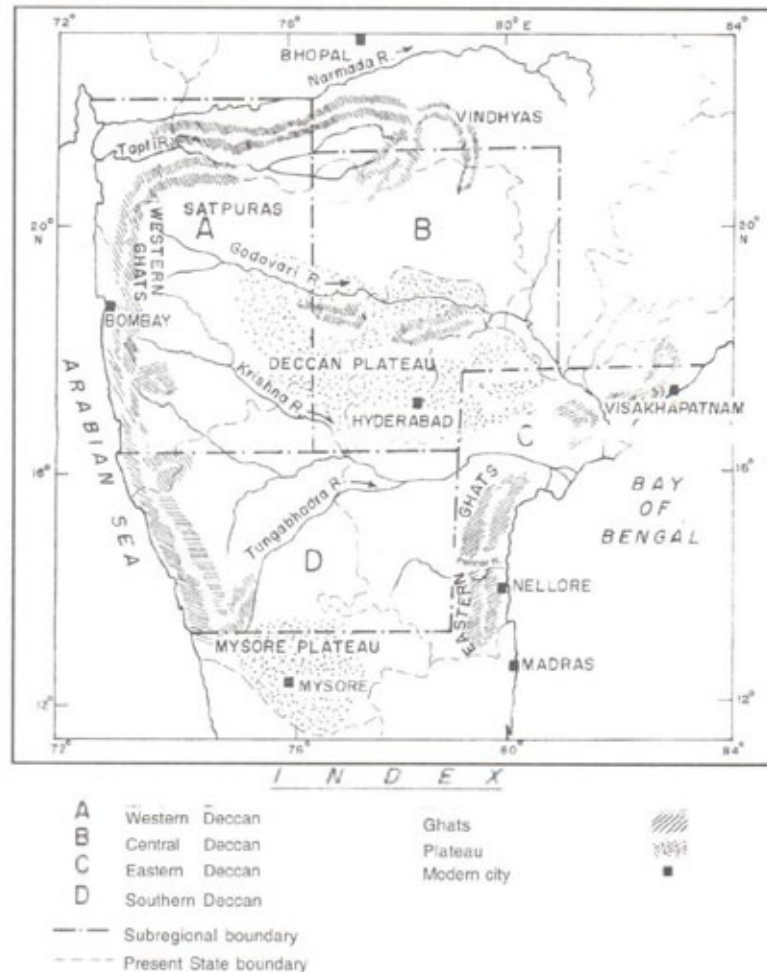 72°
76°
80°E
84°
BHOPAL
Narmada R.
VINDHYAS
Tapti R.
20°
N
SATPURAS
20°
N
A
B
WESTERN
GHATS
Godavari R.
BOMBAY
DECCAN PLATEAU
Krishna R.
HYDERABAD
VISAKHAPATNAM
C
ARABIAN SEA
16°
16°
GHATS
BAY
OF
BENGAL
Tungabhadra R.
D
Pennar R.
NELLORE
EASTERN
MYSORE PLATEAU
MADRAS
MYSORE
12°
12°
72°
76°
80°
84°
INDEX
A Western Deccan
B Central Deccan
C Eastern Deccan
D Southern Deccan
Ghats
Plateau
Modern city
Subregional boundary
Present State boundary